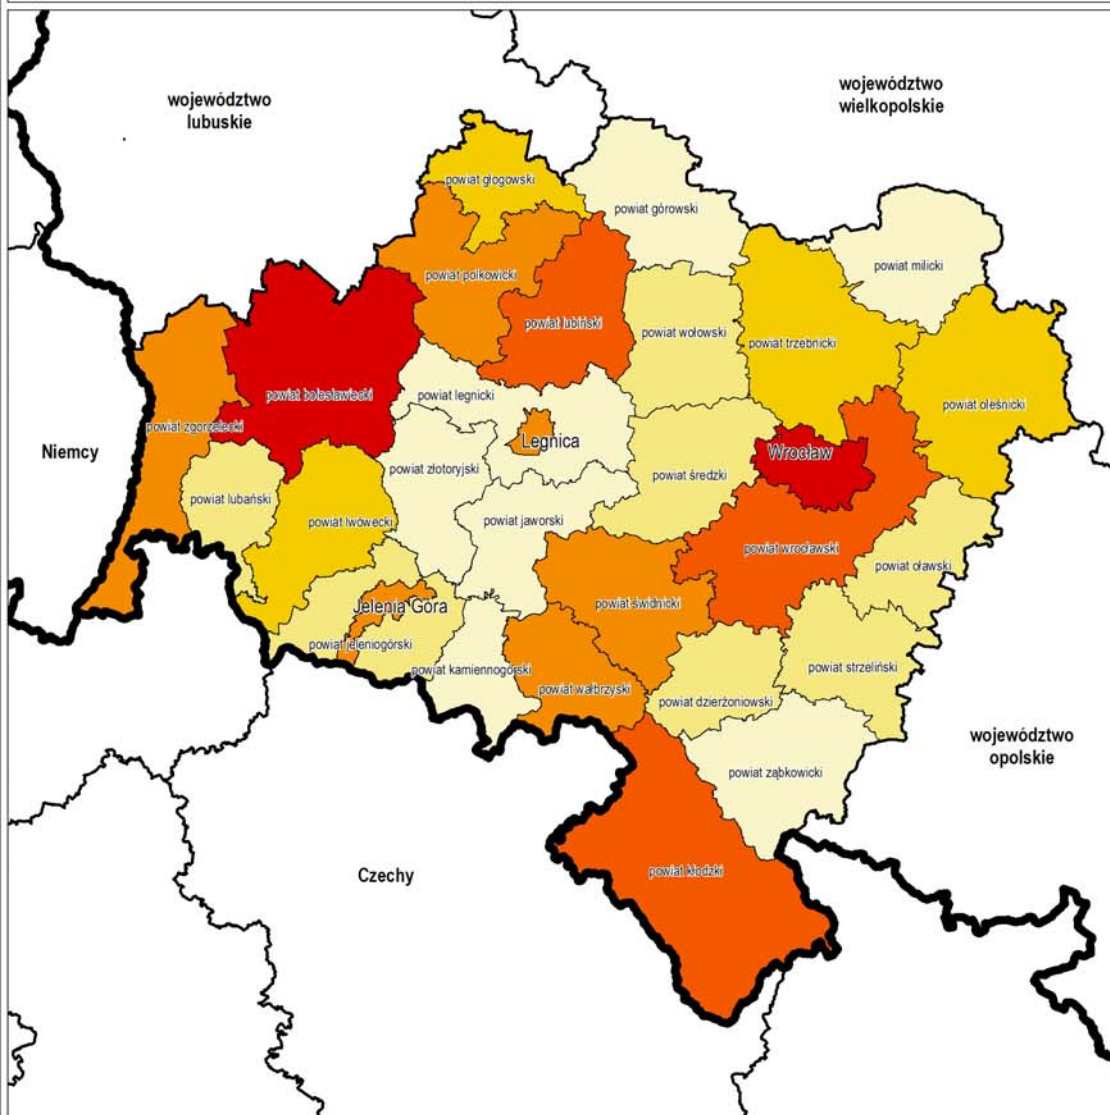 województwo
lubuskie
województwo
wielkopolskie
powiat głogowski
powiat górowski
powiat milicki
powiat polkowicki
powiat lubiński
powiat wołowski
powiat trzebnicki
powiat bolesławiecki
powiat legnicki
powiat oleśnicki
powiat zgorzelecki
Niemcy
Legnica
Wrocław
powiat złotoryjski
powiat średzki
powiat lubański
powiat lwówecki
powiat jaworski
powiat wrocławski
powiat oławski
Jelenia Góra
powiat świdnicki
powiat jeleniogórski
powiat kamiennogórski
powiat strzeliński
powiat wałbrzyski
powiat dzierżoniowski
województwo
opolskie
powiat ząbkowicki
powiat kłodzki
Czechy